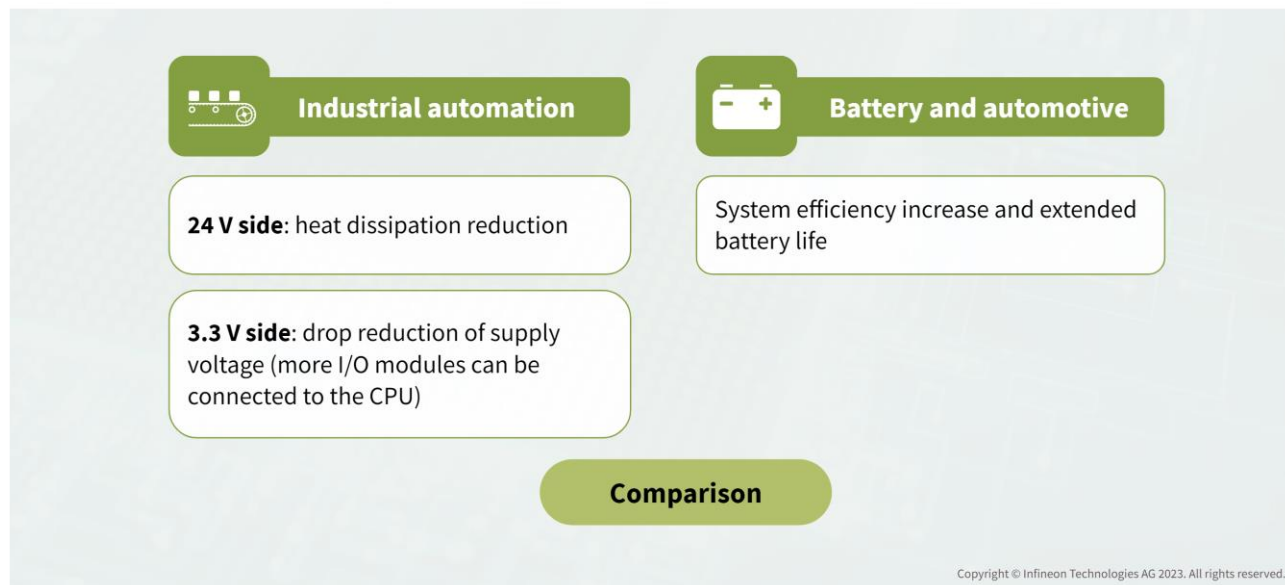 Industrial automation
24 V side: heat dissipation reduction
3.3 V side: drop reduction of supply
voltage (more I/O modules can be
connected to the CPU)
Battery and automotive
System efficiency increase and extended
battery life
Comparison
Copyright © Infineon Technologies AG 2023. All rights reserved.